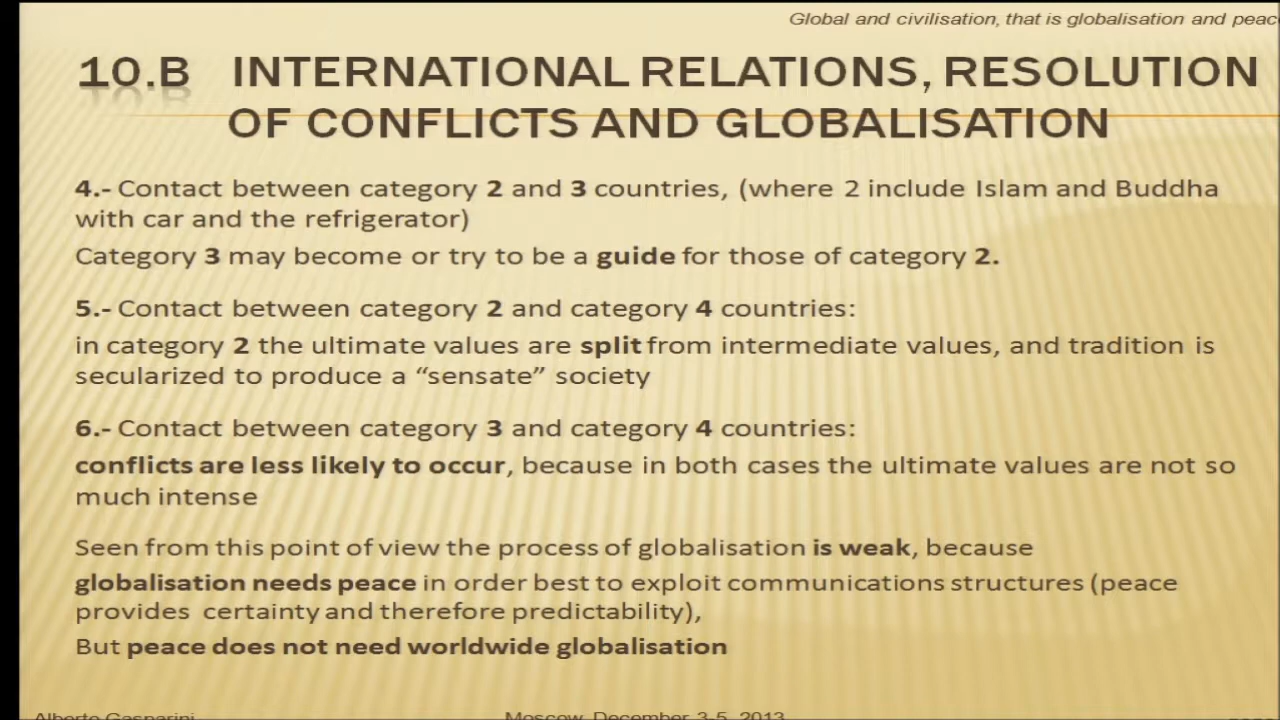 Global and civilisation, that is globalisation and peac
10.B INTERNATIONAL RELATIONS, RESOLUTION
OF CONFLICTS AND GLOBALISATION
4.- Contact between category 2 and 3 countries, (where 2 include Islam and Buddha
with car and the refrigerator)
Category 3 may become or try to be a guide for those of category 2.
5.- Contact between category 2 and category 4 countries:
in category 2 the ultimate values are split from intermediate values, and tradition is
secularized to produce a “sensate” society
6.- Contact between category 3 and category 4 countries:
conflicts are less likely to occur, because in both cases the ultimate values are not so
much intense
Seen from this point of view the process of globalisation is weak, because
globalisation needs peace in order best to exploit communications structures (peace
provides certainty and therefore predictability),
But peace does not need worldwide globalisation
Alberto Gasparini Moscow, December 3-5, 2013